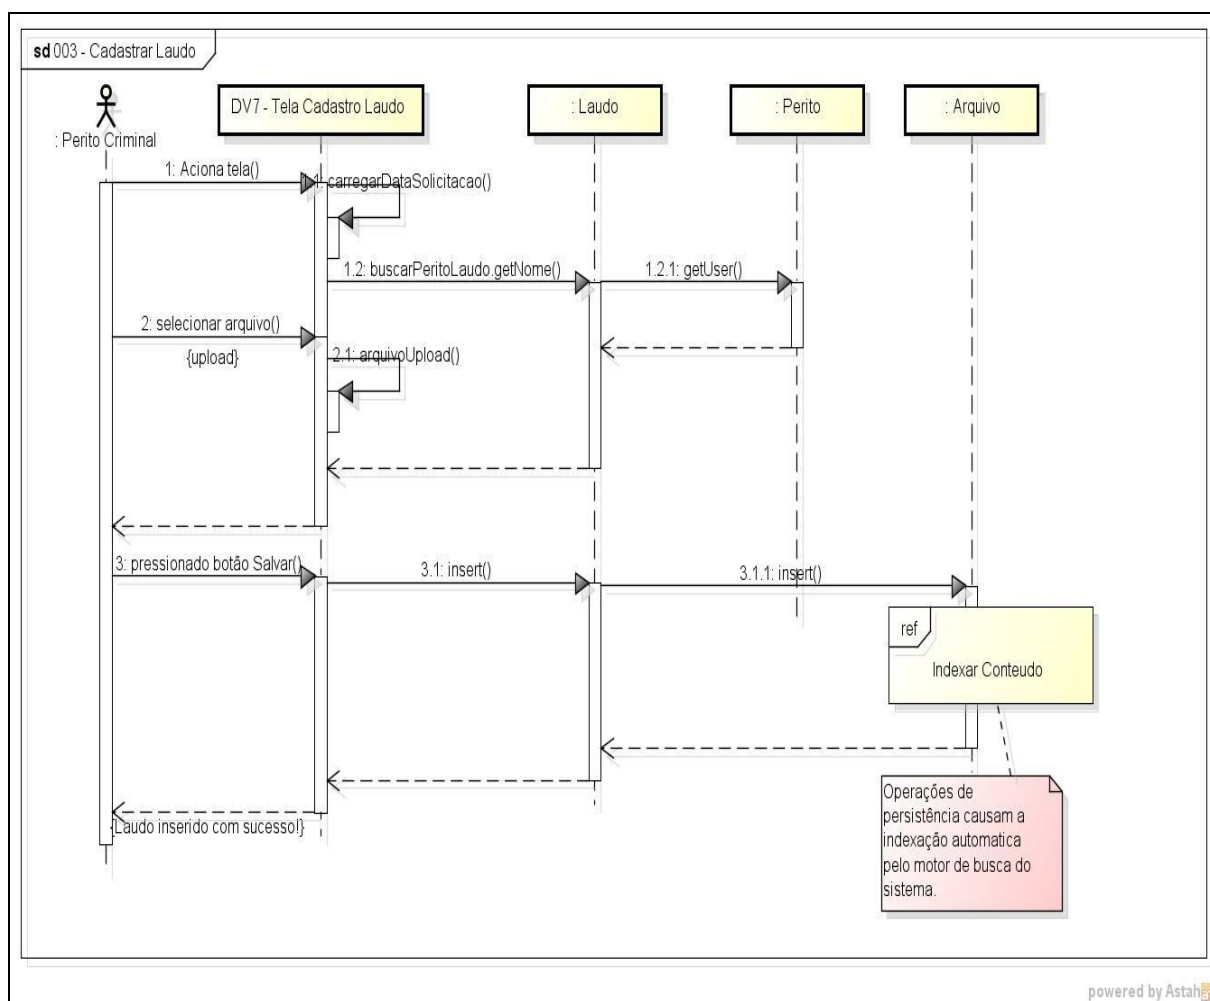 sd 003 - Cadastrar Laudo
: Perito Criminal
DV7 - Tela Cadastro Laudo
: Laudo
: Perito
: Arquivo
1: Aciona tela()
1.1: carregarDataSolicitacao()
1.2: buscarPeritoLaudo.getNome()
1.2.1: getUser()
2: selecionar arquivo()
{upload}
2.1: arquivoUpload()
3: pressionado botão Salvar()
3.1: insert()
3.1.1: insert()
ref
Indexar Conteudo
{Laudo inserido com sucesso!}
Operações de
persistência causam a
indexação automatica
pelo motor de busca do
sistema.
powered by Astah